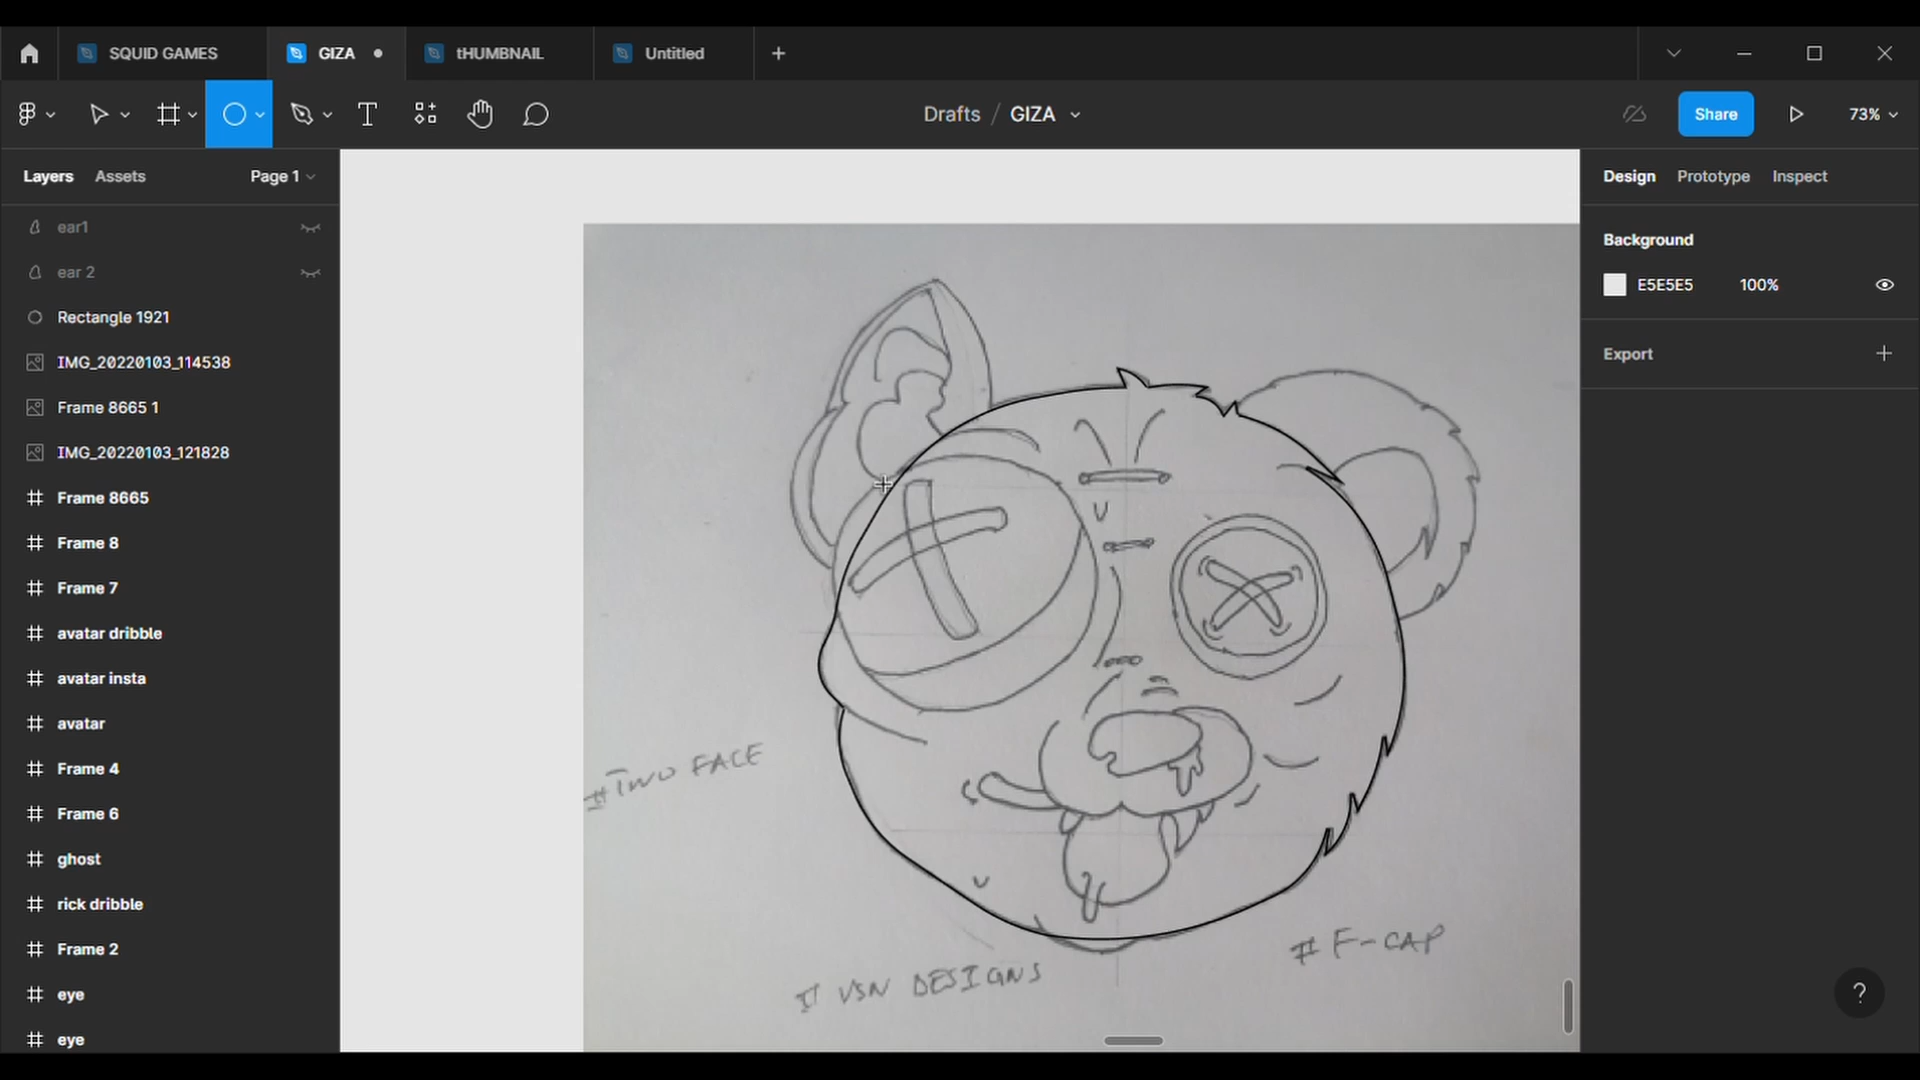 SQUID GAMES
GIZA
tHUMBNAIL
Untitled
Drafts / GIZA
Share
73%
Layers
Assets
Page 1
Design
Prototype
Inspect
ear1
ear 2
Rectangle 1921
IMG_20220103_114538
Frame 8665 1
IMG_20220103_121828
Frame 8665
Frame 8
Frame 7
avatar dribble
avatar insta
avatar
Frame 4
Frame 6
ghost
rick dribble
Frame 2
eye
eye
Background
E5E5E5
100%
Export
#TWO FACE
# VSN DESIGNS
# F-CAP
?